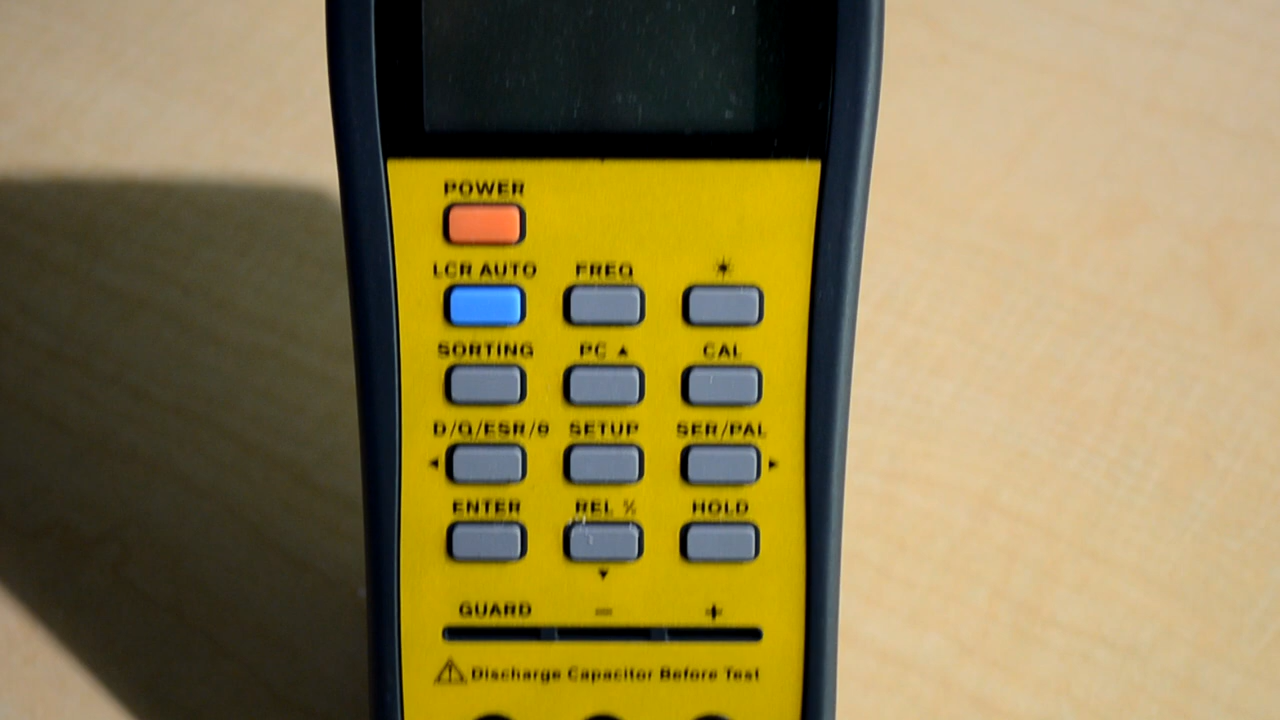 POWER
LCR AUTO FREQ
SORTING PC ▲ CAL
D/Q/ESR/θ SETUP SER/PAL
ENTER REL % HOLD
GUARD − +
Discharge Capacitor Before Test